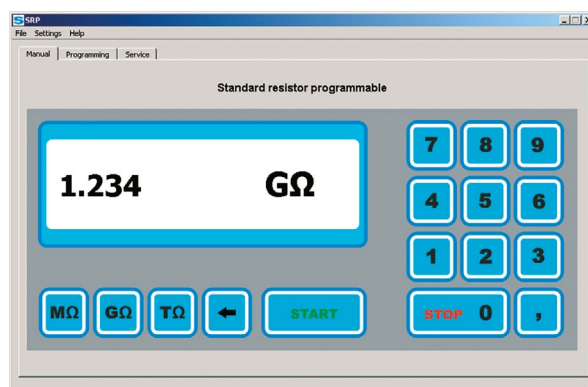 SRP
File Settings Help
Manual Programming Service
Standard resistor programmable
1.234 GΩ
7 8 9
4 5 6
1 2 3
MΩ GΩ TΩ START STOP 0 ,